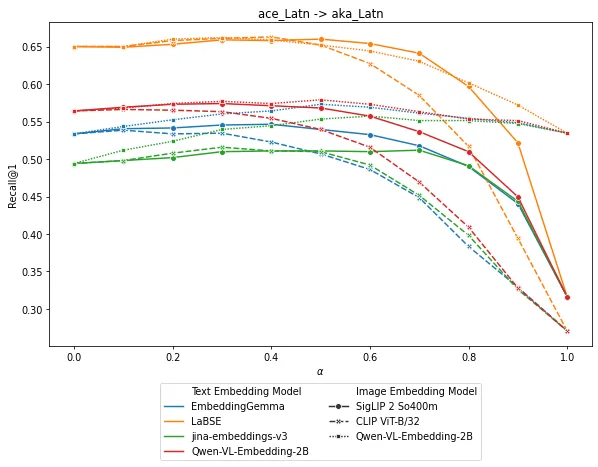 ace_Latn -> aka_Latn
Recall@1
0.65
0.60
0.55
0.50
0.45
0.40
0.35
0.30
0.0
0.2
0.4
0.6
0.8
1.0
α
Text Embedding Model
EmbeddingGemma
LaBSE
jina-embeddings-v3
Qwen-VL-Embedding-2B
Image Embedding Model
SigLIP 2 So400m
CLIP ViT-B/32
Qwen-VL-Embedding-2B